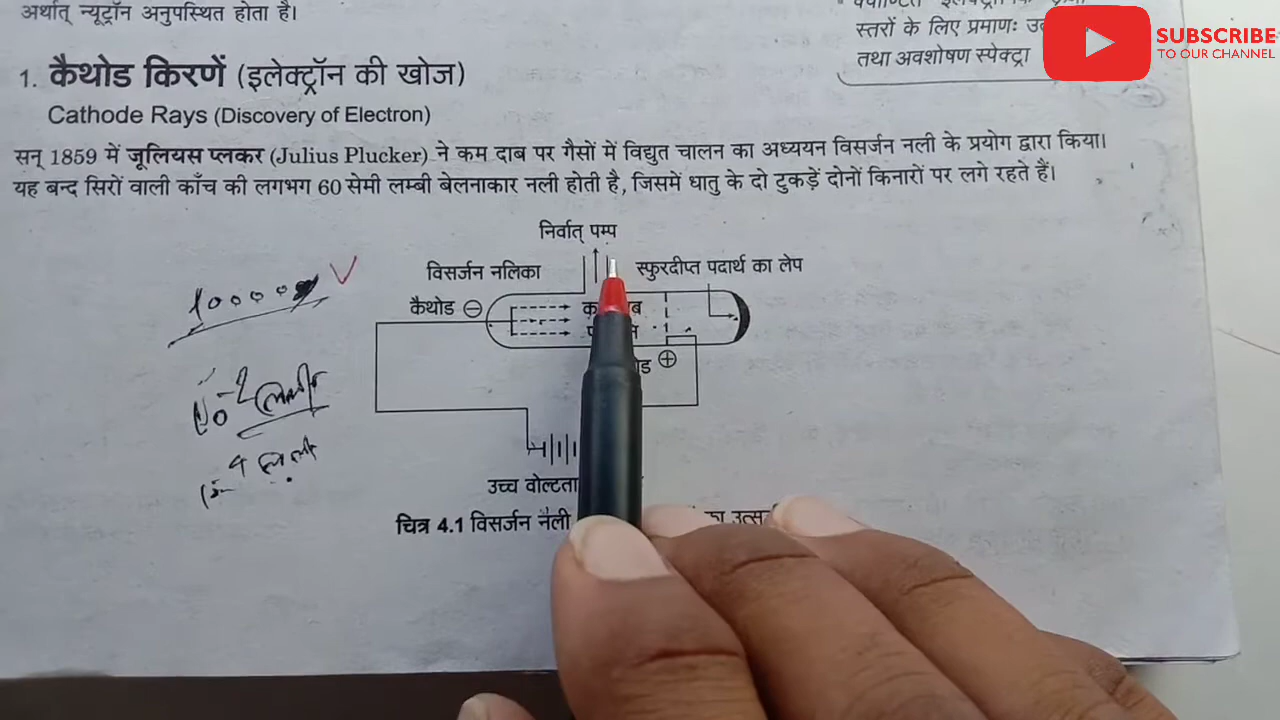 अर्थात् न्यूट्रॉन अनुपस्थित होता है।
स्तरों के लिए प्रमाणः
तथा अवशोषण स्पेक्ट्रा
SUBSCRIBE
TO OUR CHANNEL
1. कैथोड किरणें (इलेक्ट्रॉन की खोज)
Cathode Rays (Discovery of Electron)
सन् 1859 में जूलियस प्लकर (Julius Plucker) ने कम दाब पर गैसों में विद्युत चालन का अध्ययन विसर्जन नली के प्रयोग द्वारा किया।
यह बन्द सिरों वाली काँच की लगभग 60 सेमी लम्बी बेलनाकार नली होती है, जिसमें धातु के दो टुकड़ें दोनों किनारों पर लगे रहते हैं।
निर्वात् पम्प
विसर्जन नलिका
स्फुरदीप्त पदार्थ का लेप
कैथोड ⊖
⊕
उच्च वोल्टता
चित्र 4.1 विसर्जन नली